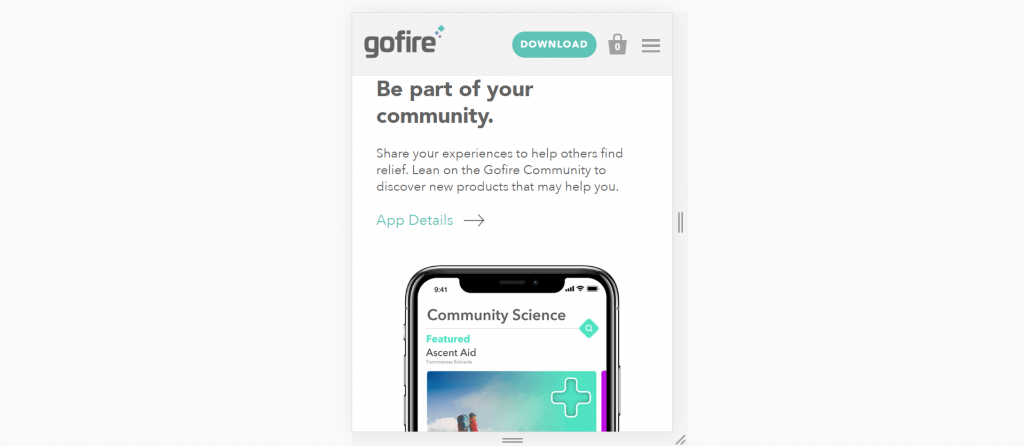 gofire
DOWNLOAD
0
Be part of your
community.
Share your experiences to help others find
relief. Lean on the Gofire Community to
discover new products that may help you.
App Details
9:41
Community Science
Featured
Ascent Aid
Tommorow Extracts